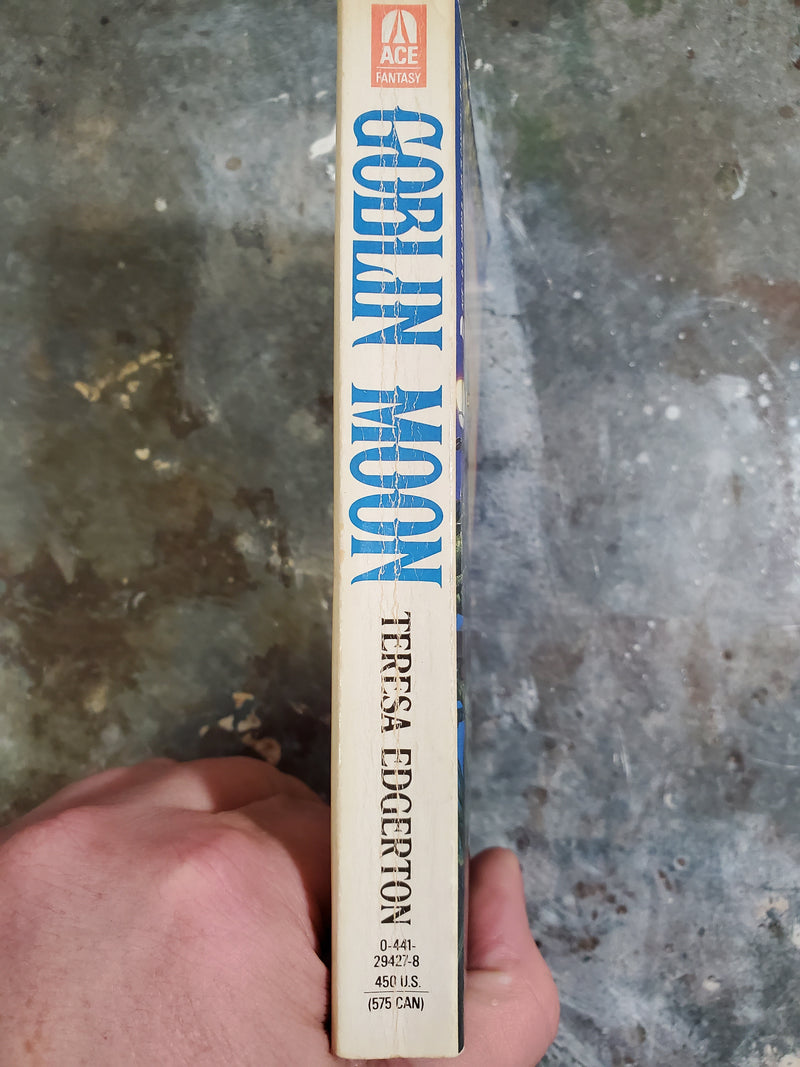 ACE
FANTASY
GOBLIN MOON
TERESA EDGERTON
0-441-
29427-8
450 U.S.
(575 CAN)